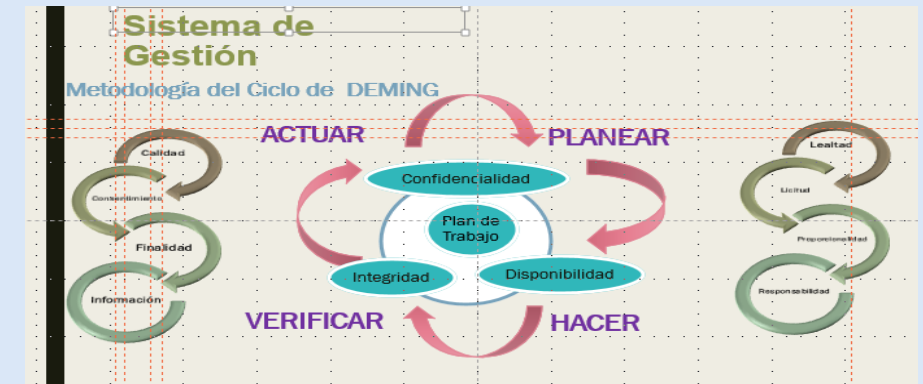 Sistema de
Gestión
Metodología del Ciclo de DEMING
ACTUAR
PLANEAR
Calidad
Consentimiento
Finalidad
Información
Confidencialidad
Plan de
Trabajo
Integridad
Disponibilidad
VERIFICAR
HACER
Lealtad
Licitud
Proporcionalidad
Responsabilidad